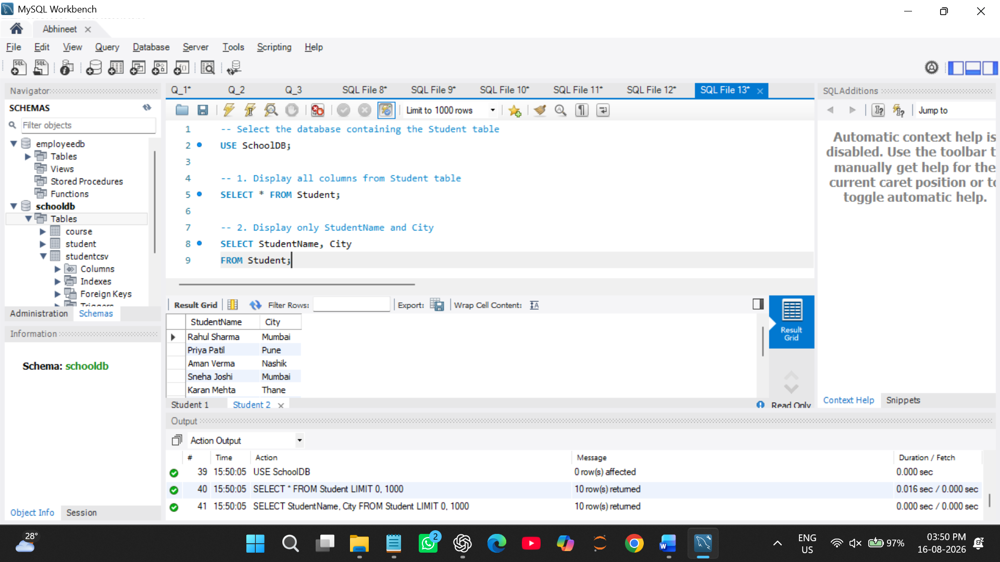 MySQL Workbench
Abhineet
File Edit View Query Database Server Tools Scripting Help
Navigator
SCHEMAS
Filter objects
employeedb
Tables
Views
Stored Procedures
Functions
schooldb
Tables
course
student
studentcsv
Columns
Indexes
Foreign Keys
Triggers
Administration Schemas
Information
Schema: schooldb
Object Info Session
Q_1* Q_2 Q_3 SQL File 8* SQL File 9* SQL File 10* SQL File 11* SQL File 12* SQL File 13*
Limit to 1000 rows
1 -- Select the database containing the Student table
2 USE SchoolDB;
3
4 -- 1. Display all columns from Student table
5 SELECT * FROM Student;
6
7 -- 2. Display only StudentName and City
8 SELECT StudentName, City
9 FROM Student;
Result Grid Filter Rows: Export: Wrap Cell Content:
StudentName City
Rahul Sharma Mumbai
Priya Patil Pune
Aman Verma Nashik
Sneha Joshi Mumbai
Karan Mehta Thane
Result
Grid
Student 1 Student 2 Read Only
SQLAdditions
Jump to
Automatic context help is
disabled. Use the toolbar t
manually get help for the
current caret position or to
toggle automatic help.
Context Help Snippets
Output
Action Output
# Time Action Message Duration / Fetch
39 15:50:05 USE SchoolDB 0 row(s) affected 0.000 sec
40 15:50:05 SELECT * FROM Student LIMIT 0, 1000 10 row(s) returned 0.016 sec / 0.000 sec
41 15:50:05 SELECT StudentName, City FROM Student LIMIT 0, 1000 10 row(s) returned 0.000 sec / 0.000 sec
28°
2
ENG
US
97%
03:50 PM
16-08-2026